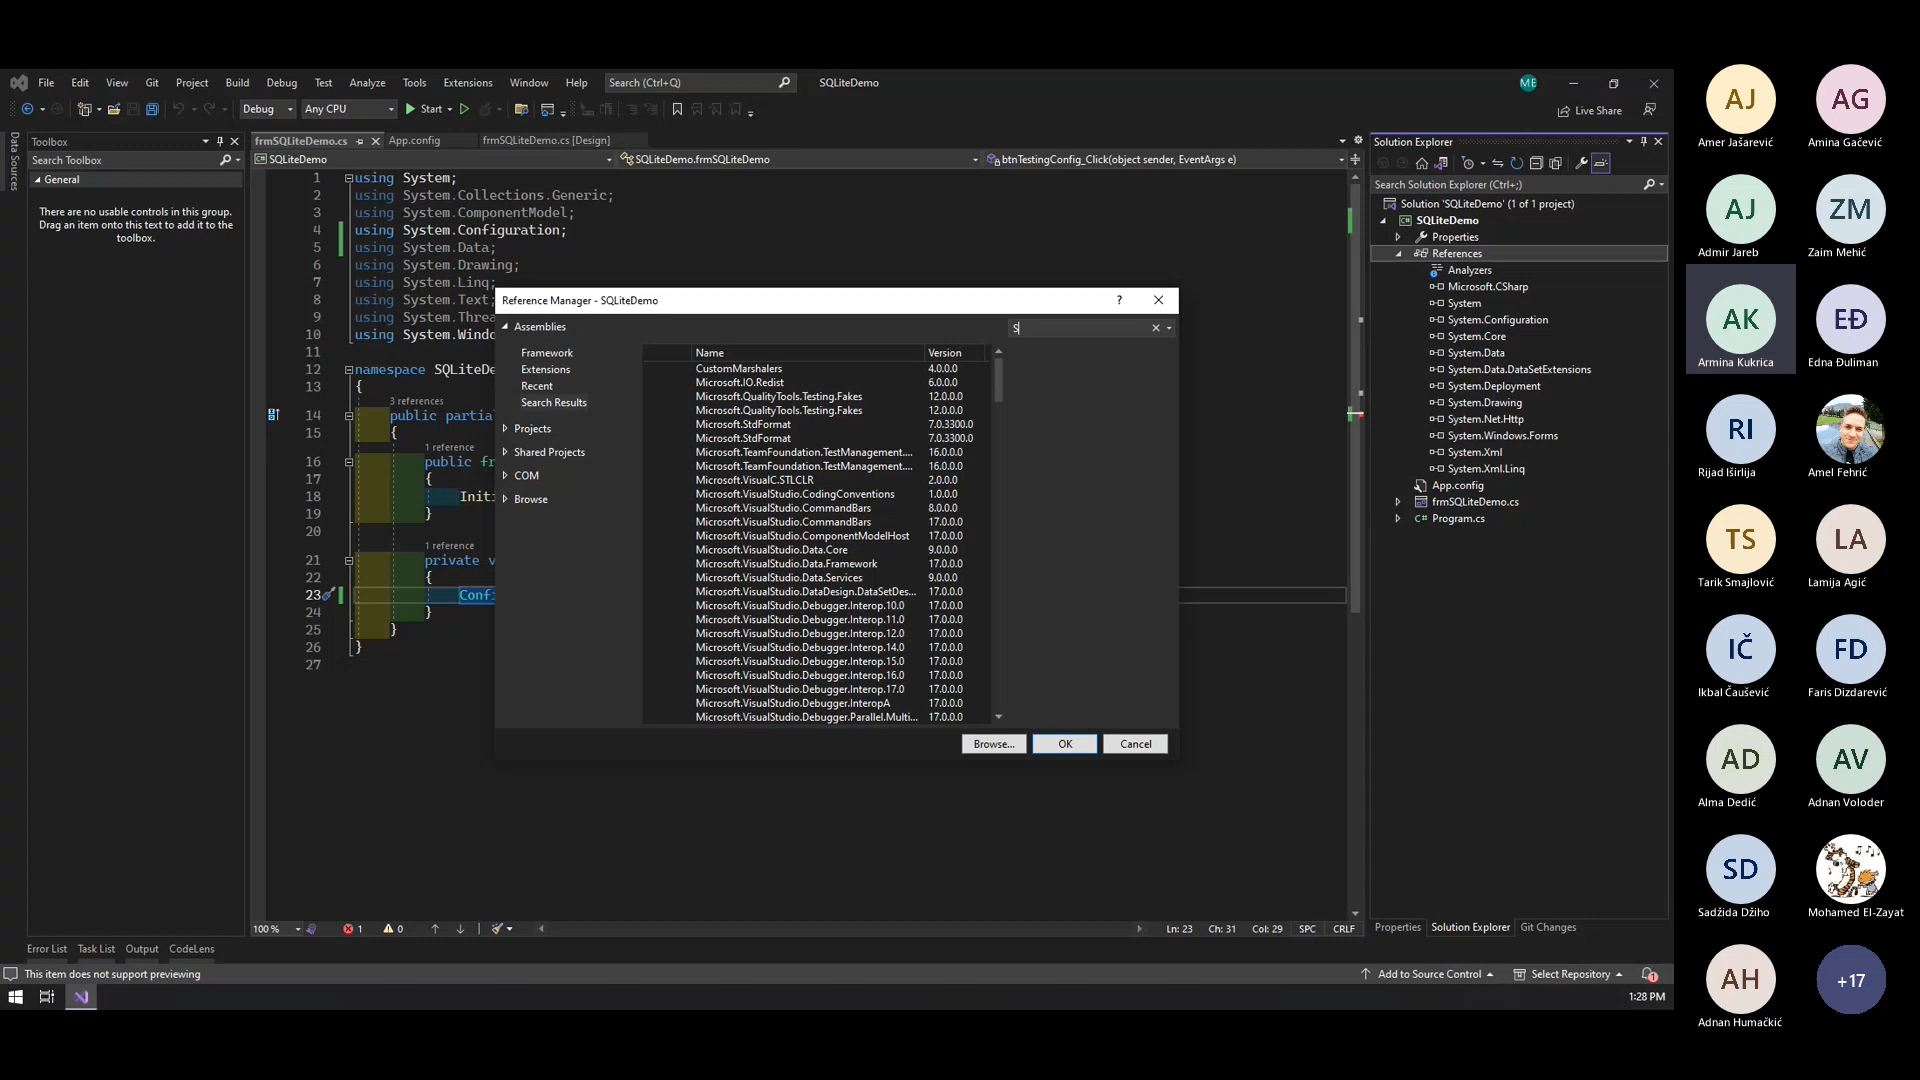 File Edit View Git Project Build Debug Test Analyze Tools Extensions Window Help Search (Ctrl+Q) SQLiteDemo ME
Debug Any CPU Start Live Share
Data Sources
Toolbox
Search Toolbox
General
There are no usable controls in this group.
Drag an item onto this text to add it to the
toolbox.
frmSQLiteDemo.cs App.config frmSQLiteDemo.cs [Design]
SQLiteDemo SQLiteDemo.frmSQLiteDemo btnTestingConfig_Click(object sender, EventArgs e)
1 using System;
2 using System.Collections.Generic;
3 using System.ComponentModel;
4 using System.Configuration;
5 using System.Data;
6 using System.Drawing;
7 using System.Linq;
8 using System.Text;
9 using System.Threa
10 using System.Windo
11
12 namespace SQLiteDe
13 {
3 references
14 public partial
15 {
1 reference
16 public fr
17 {
18 Initi
19 }
20
1 reference
21 private v
22 {
23 Confi
24 }
25 }
26 }
27
Reference Manager - SQLiteDemo ?
Assemblies
Framework
Extensions
Recent
Search Results
Projects
Shared Projects
COM
Browse
S
Name Version
CustomMarshalers 4.0.0.0
Microsoft.IO.Redist 6.0.0.0
Microsoft.QualityTools.Testing.Fakes 12.0.0.0
Microsoft.QualityTools.Testing.Fakes 12.0.0.0
Microsoft.StdFormat 7.0.3300.0
Microsoft.StdFormat 7.0.3300.0
Microsoft.TeamFoundation.TestManagement.... 16.0.0.0
Microsoft.TeamFoundation.TestManagement.... 16.0.0.0
Microsoft.VisualC.STLCLR 2.0.0.0
Microsoft.VisualStudio.CodingConventions 1.0.0.0
Microsoft.VisualStudio.CommandBars 8.0.0.0
Microsoft.VisualStudio.CommandBars 17.0.0.0
Microsoft.VisualStudio.ComponentModelHost 17.0.0.0
Microsoft.VisualStudio.Data.Core 9.0.0.0
Microsoft.VisualStudio.Data.Framework 17.0.0.0
Microsoft.VisualStudio.Data.Services 9.0.0.0
Microsoft.VisualStudio.DataDesign.DataSetDes... 17.0.0.0
Microsoft.VisualStudio.Debugger.Interop.10.0 17.0.0.0
Microsoft.VisualStudio.Debugger.Interop.11.0 17.0.0.0
Microsoft.VisualStudio.Debugger.Interop.12.0 17.0.0.0
Microsoft.VisualStudio.Debugger.Interop.14.0 17.0.0.0
Microsoft.VisualStudio.Debugger.Interop.15.0 17.0.0.0
Microsoft.VisualStudio.Debugger.Interop.16.0 17.0.0.0
Microsoft.VisualStudio.Debugger.Interop.17.0 17.0.0.0
Microsoft.VisualStudio.Debugger.InteropA 17.0.0.0
Microsoft.VisualStudio.Debugger.Parallel.Multi... 17.0.0.0
Browse... OK Cancel
Solution Explorer
Search Solution Explorer (Ctrl+;)
Solution 'SQLiteDemo' (1 of 1 project)
SQLiteDemo
Properties
References
Analyzers
Microsoft.CSharp
System
System.Configuration
System.Core
System.Data
System.Data.DataSetExtensions
System.Deployment
System.Drawing
System.Net.Http
System.Windows.Forms
System.Xml
System.Xml.Linq
App.config
frmSQLiteDemo.cs
Program.cs
100 % 1 0 Ln: 23 Ch: 31 Col: 29 SPC CRLF
Properties Solution Explorer Git Changes
Error List Task List Output CodeLens
This item does not support previewing Add to Source Control Select Repository 1
1:28 PM
AJ AG
Amer Jašarević Amina Gačević
AJ ZM
Admir Jareb Zaim Mehić
AK EĐ
Armina Kukrica Edna Đuliman
RI
Rijad Iširlija Amel Fehrić
TS LA
Tarik Smajlović Lamija Agić
IČ FD
Ikbal Čaušević Faris Dizdarević
AD AV
Alma Dedić Adnan Voloder
SD
Sadžida Džiho Mohamed El-Zayat
AH +17
Adnan Humačkić